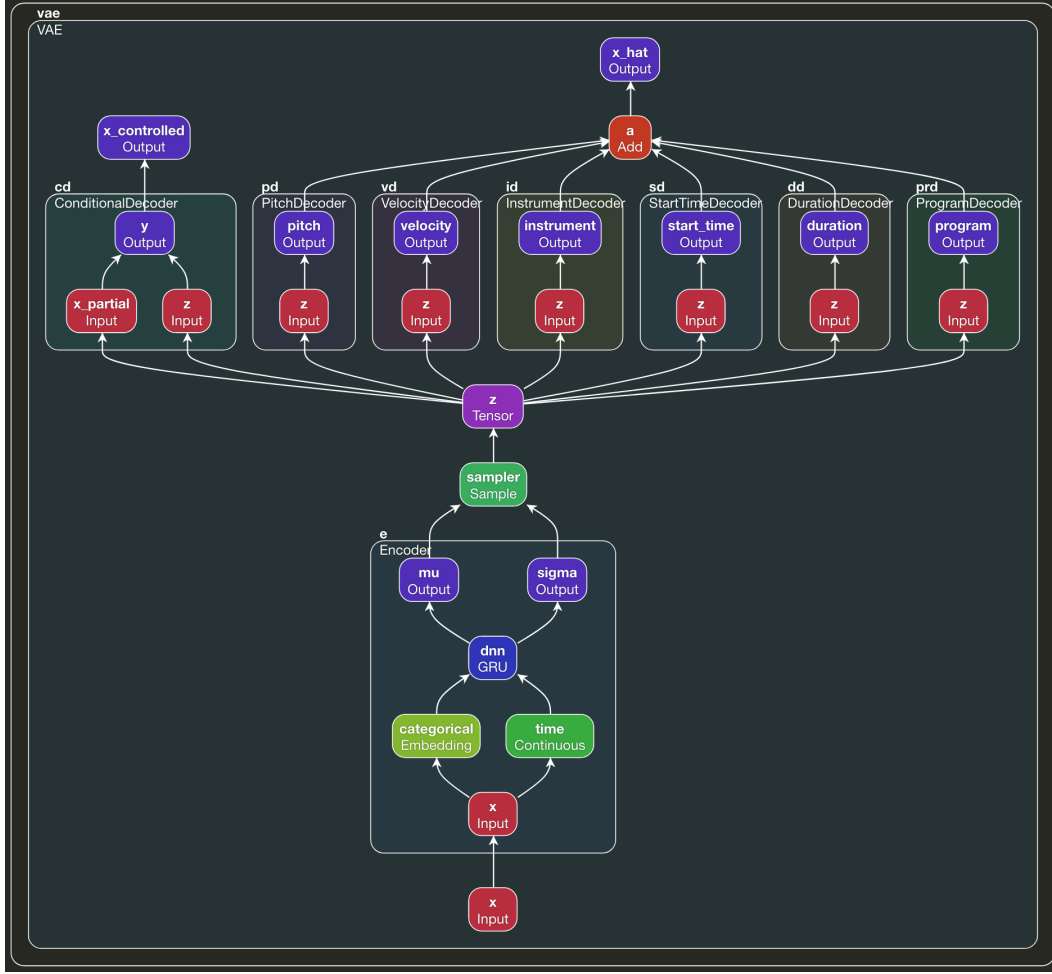 vae
VAE
x_hat
Output
a
Add
x_controlled
Output
cd
ConditionalDecoder
y
Output
x_partial
Input
z
Input
pd
PitchDecoder
pitch
Output
z
Input
vd
VelocityDecoder
velocity
Output
z
Input
id
InstrumentDecoder
instrument
Output
z
Input
sd
StartTimeDecoder
start_time
Output
z
Input
dd
DurationDecoder
duration
Output
z
Input
prd
ProgramDecoder
program
Output
z
Input
z
Tensor
sampler
Sample
e
Encoder
mu
Output
sigma
Output
dnn
GRU
categorical
Embedding
time
Continuous
x
Input
x
Input